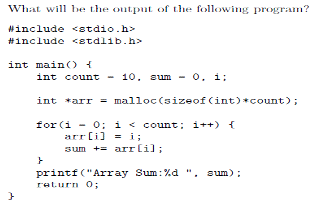 What will be the output of the following program?
#include <stdio.h>
#include <stdlib.h>
int main() {
int count = 10, sum = 0, i;
int *arr = malloc(sizeof(int)*count);
for(i = 0; i < count; i++) {
arr[i] = i;
sum += arr[i];
}
printf("Array Sum:%d ", sum);
return 0;
}